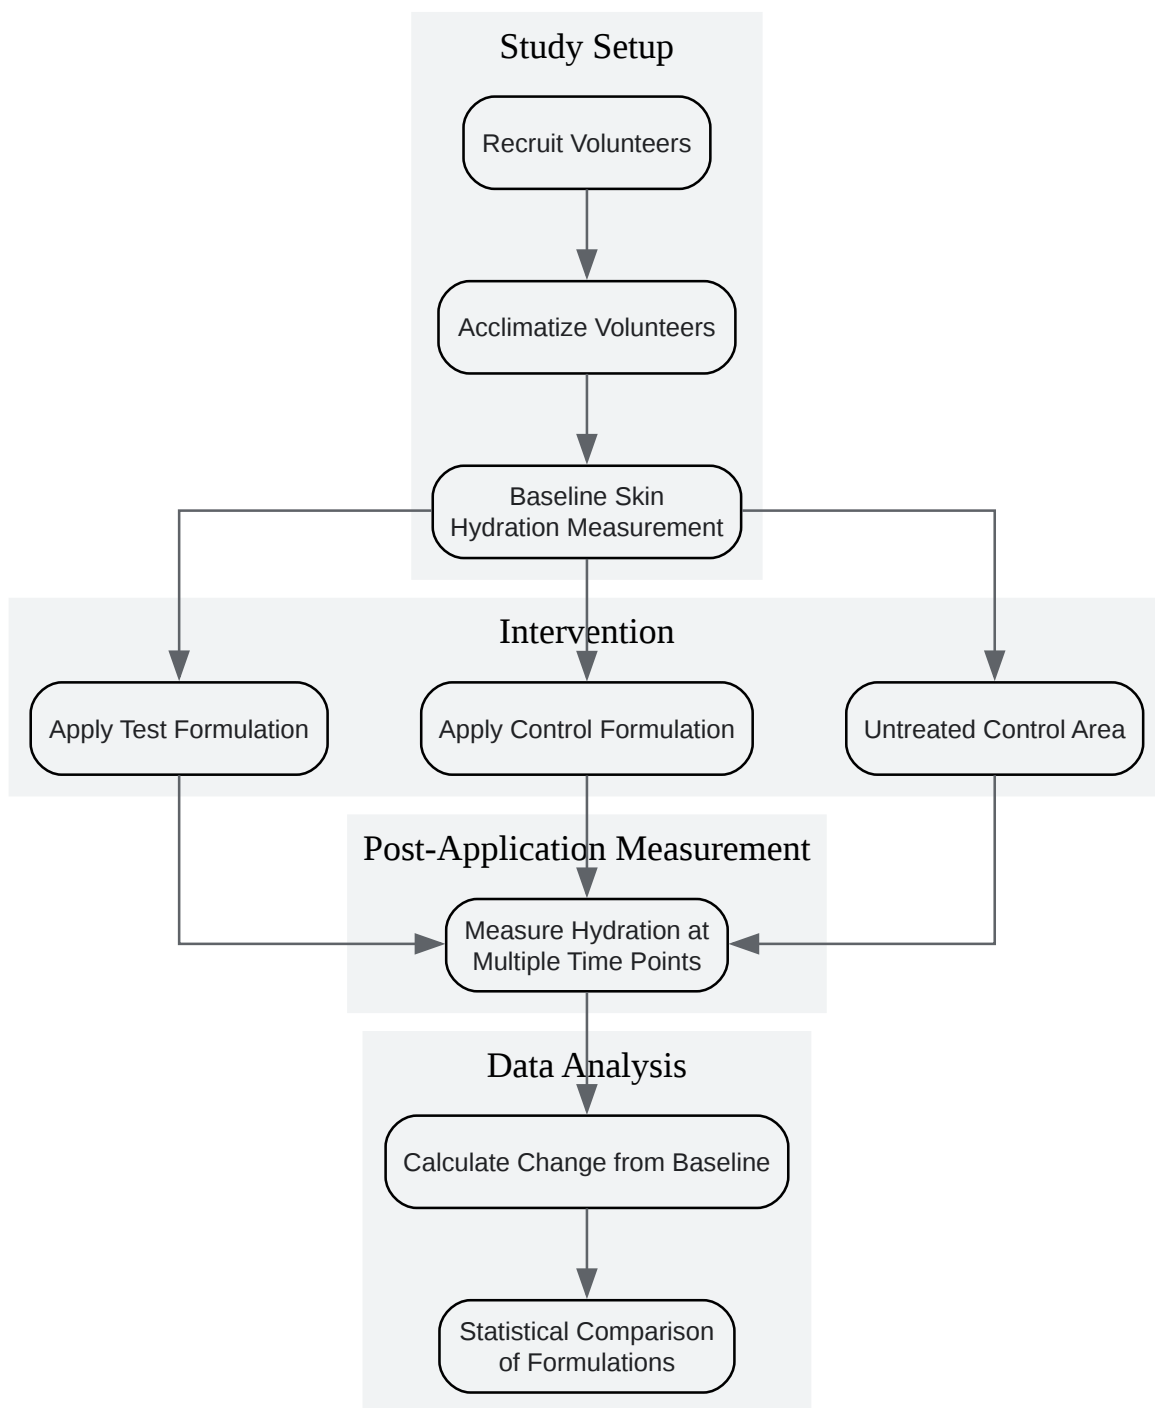 Study Setup
Recruit Volunteers
Acclimatize Volunteers
Baseline Skin
Hydration Measurement
Intervention
Apply Test Formulation
Apply Control Formulation
Untreated Control Area
Post-Application Measurement
Measure Hydration at
Multiple Time Points
Data Analysis
Calculate Change from Baseline
Statistical Comparison
of Formulations